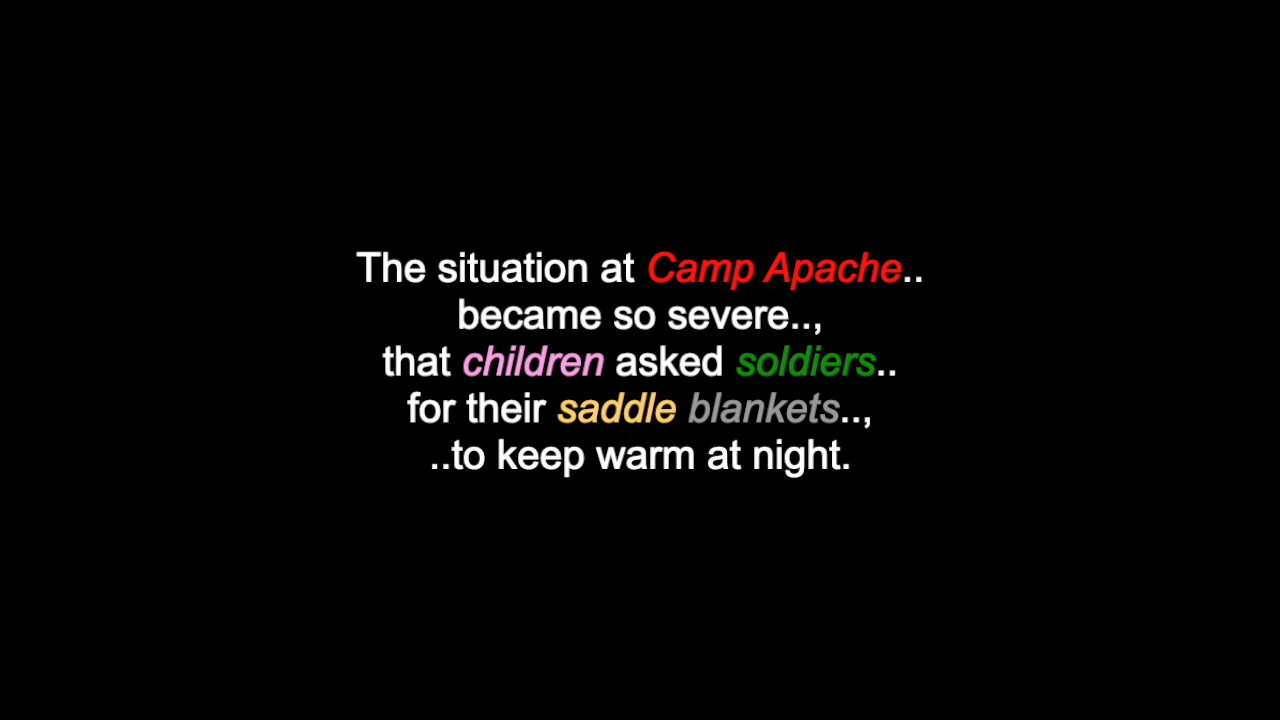 The situation at Camp Apache..
became so severe..,
that children asked soldiers..
for their saddle blankets..,
..to keep warm at night.